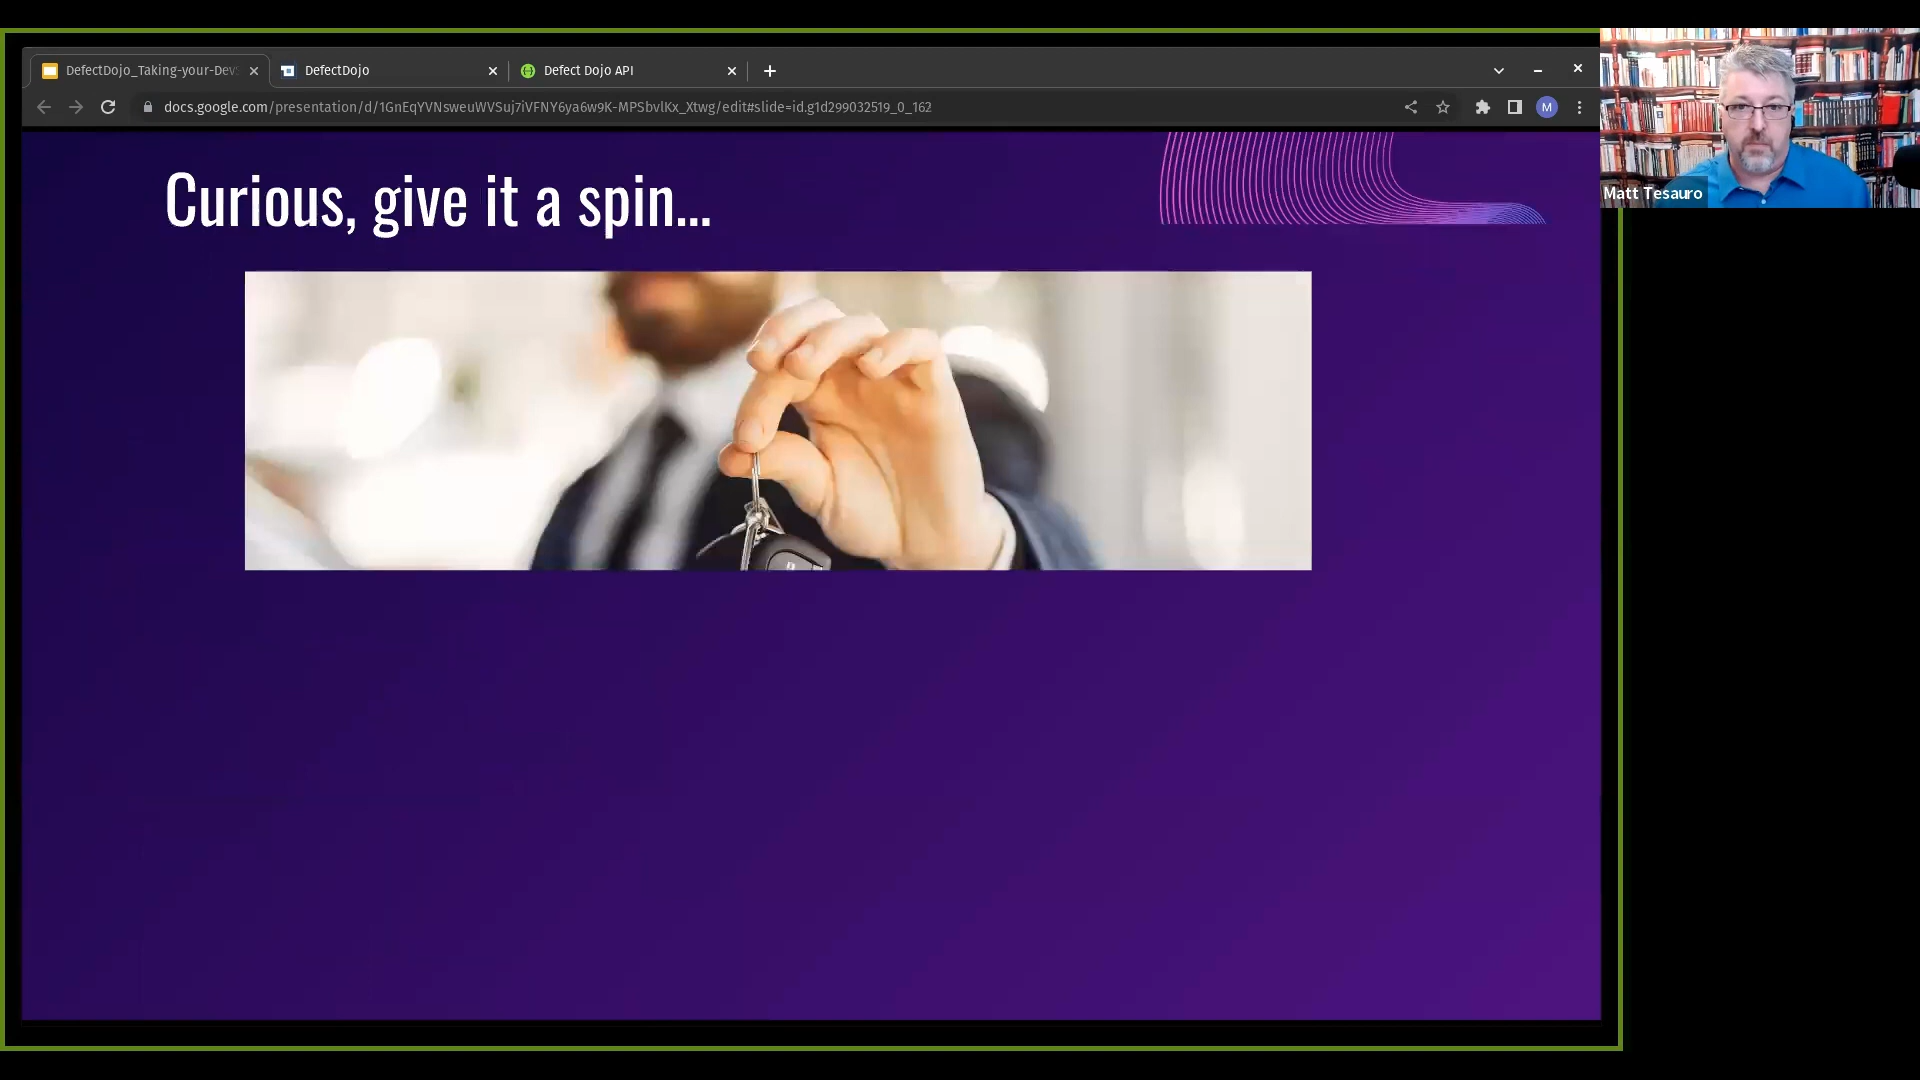 DefectDojo_Taking-your-Dev
DefectDojo
Defect Dojo API
docs.google.com/presentation/d/1GnEqYVNsweuWVSuj7iVFNY6ya6w9K-MPSbvlKx_Xtwg/edit#slide=id.g1d299032519_0_162
M
Matt Tesauro
Curious, give it a spin...